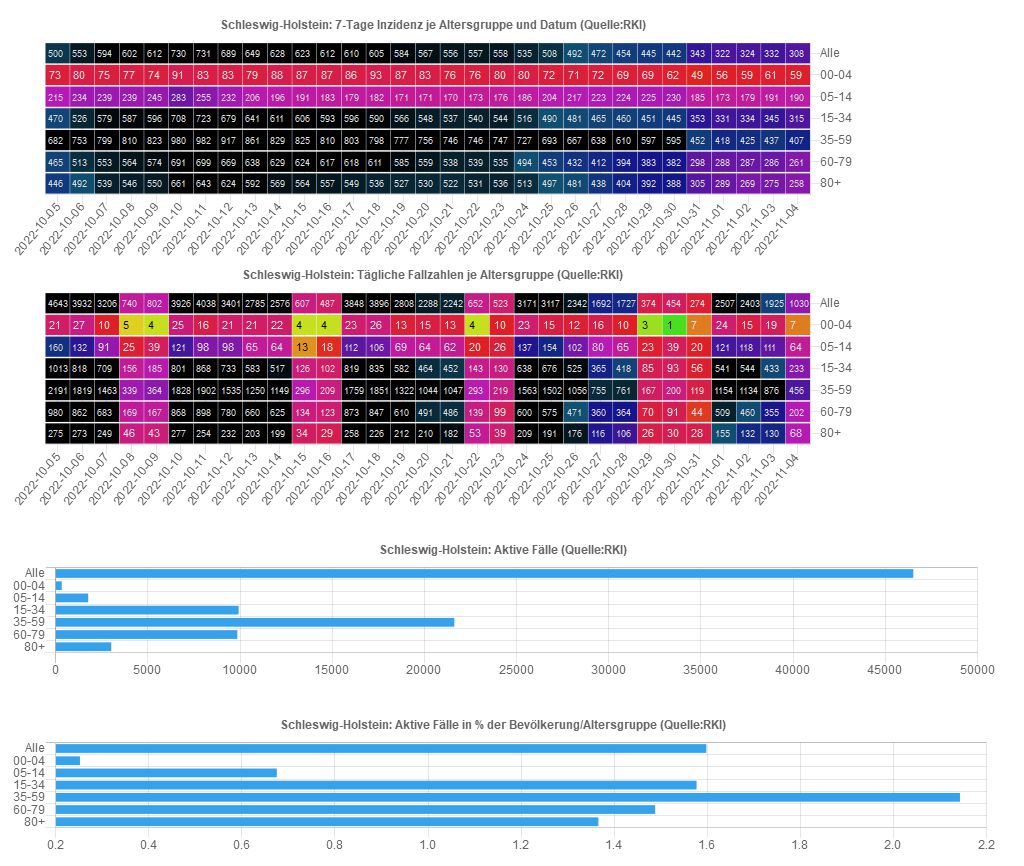 Schleswig-Holstein: 7-Tage Inzidenz je Altersgruppe und Datum (Quelle:RKI)
500 553 594 602 612 730 731 689 649 628 623 612 610 605 584 567 556 557 558 535 508 492 472 454 445 442 343 322 324 332 308 Alle
73 80 75 77 74 91 83 83 79 88 87 87 86 93 87 83 76 76 80 80 72 71 72 69 69 62 49 56 59 61 59 00-04
215 234 239 239 245 283 255 232 206 196 191 183 179 182 171 171 170 173 176 186 204 217 223 224 225 230 185 173 179 191 190 05-14
470 526 579 587 596 708 723 679 641 611 606 593 596 590 566 548 537 540 544 516 490 481 465 460 451 445 353 331 334 345 315 15-34
682 753 799 810 823 980 982 917 861 829 825 810 803 798 777 756 746 771 745 727 693 667 638 610 597 595 452 418 425 437 407 35-59
465 513 553 564 574 691 699 669 638 629 624 617 618 611 585 559 538 539 535 494 453 432 412 394 383 382 298 288 287 286 261 60-79
446 492 539 546 550 661 643 624 592 569 564 557 549 536 527 530 522 531 536 513 497 481 438 404 392 388 305 289 269 275 258 80+
2022-10-05 2022-10-06 2022-10-07 2022-10-08 2022-10-09 2022-10-10 2022-10-11 2022-10-12 2022-10-13 2022-10-14 2022-10-15 2022-10-16 2022-10-17 2022-10-18 2022-10-19 2022-10-20 2022-10-21 2022-10-22 2022-10-23 2022-10-24 2022-10-25 2022-10-26 2022-10-27 2022-10-28 2022-10-29 2022-10-30 2022-10-31 2022-11-01 2022-11-02 2022-11-03 2022-11-04
Schleswig-Holstein: Tägliche Fallzahlen je Altersgruppe (Quelle:RKI)
4643 3932 3206 740 802 3926 4038 3401 2785 2576 607 487 3848 3896 2808 2288 2242 652 523 3171 3117 2342 1692 1727 374 454 274 2507 2403 1925 1030 Alle
21 27 10 5 4 25 16 21 21 22 4 4 23 26 13 15 13 4 10 23 15 12 16 10 3 1 7 24 15 19 7 00-04
160 132 91 25 39 121 98 98 65 64 13 18 112 106 69 64 62 20 26 137 154 102 80 65 23 39 20 121 118 111 64 05-14
1013 818 709 156 185 801 868 733 583 517 126 102 819 835 582 464 452 143 130 638 676 525 365 418 85 93 56 541 544 433 233 15-34
2191 1819 1463 339 364 1828 1902 1535 1250 1149 296 209 1759 1851 1322 1044 1047 293 219 1563 1502 1056 755 761 167 200 119 1154 1134 876 456 35-59
980 862 683 169 167 868 898 780 660 625 134 123 873 847 610 491 486 139 99 600 575 471 360 364 70 91 44 509 460 355 202 60-79
275 273 249 46 43 277 254 232 203 199 34 29 258 226 212 210 182 53 39 209 191 176 116 106 26 30 28 155 132 130 68 80+
2022-10-05 2022-10-06 2022-10-07 2022-10-08 2022-10-09 2022-10-10 2022-10-11 2022-10-12 2022-10-13 2022-10-14 2022-10-15 2022-10-16 2022-10-17 2022-10-18 2022-10-19 2022-10-20 2022-10-21 2022-10-22 2022-10-23 2022-10-24 2022-10-25 2022-10-26 2022-10-27 2022-10-28 2022-10-29 2022-10-30 2022-10-31 2022-11-01 2022-11-02 2022-11-03 2022-11-04
Schleswig-Holstein: Aktive Fälle (Quelle:RKI)
Alle
00-04
05-14
15-34
35-59
60-79
80+
0 5000 10000 15000 20000 25000 30000 35000 40000 45000 50000
Schleswig-Holstein: Aktive Fälle in % der Bevölkerung/Altersgruppe (Quelle:RKI)
Alle
00-04
05-14
15-34
35-59
60-79
80+
0.2 0.4 0.6 0.8 1.0 1.2 1.4 1.6 1.8 2.0 2.2